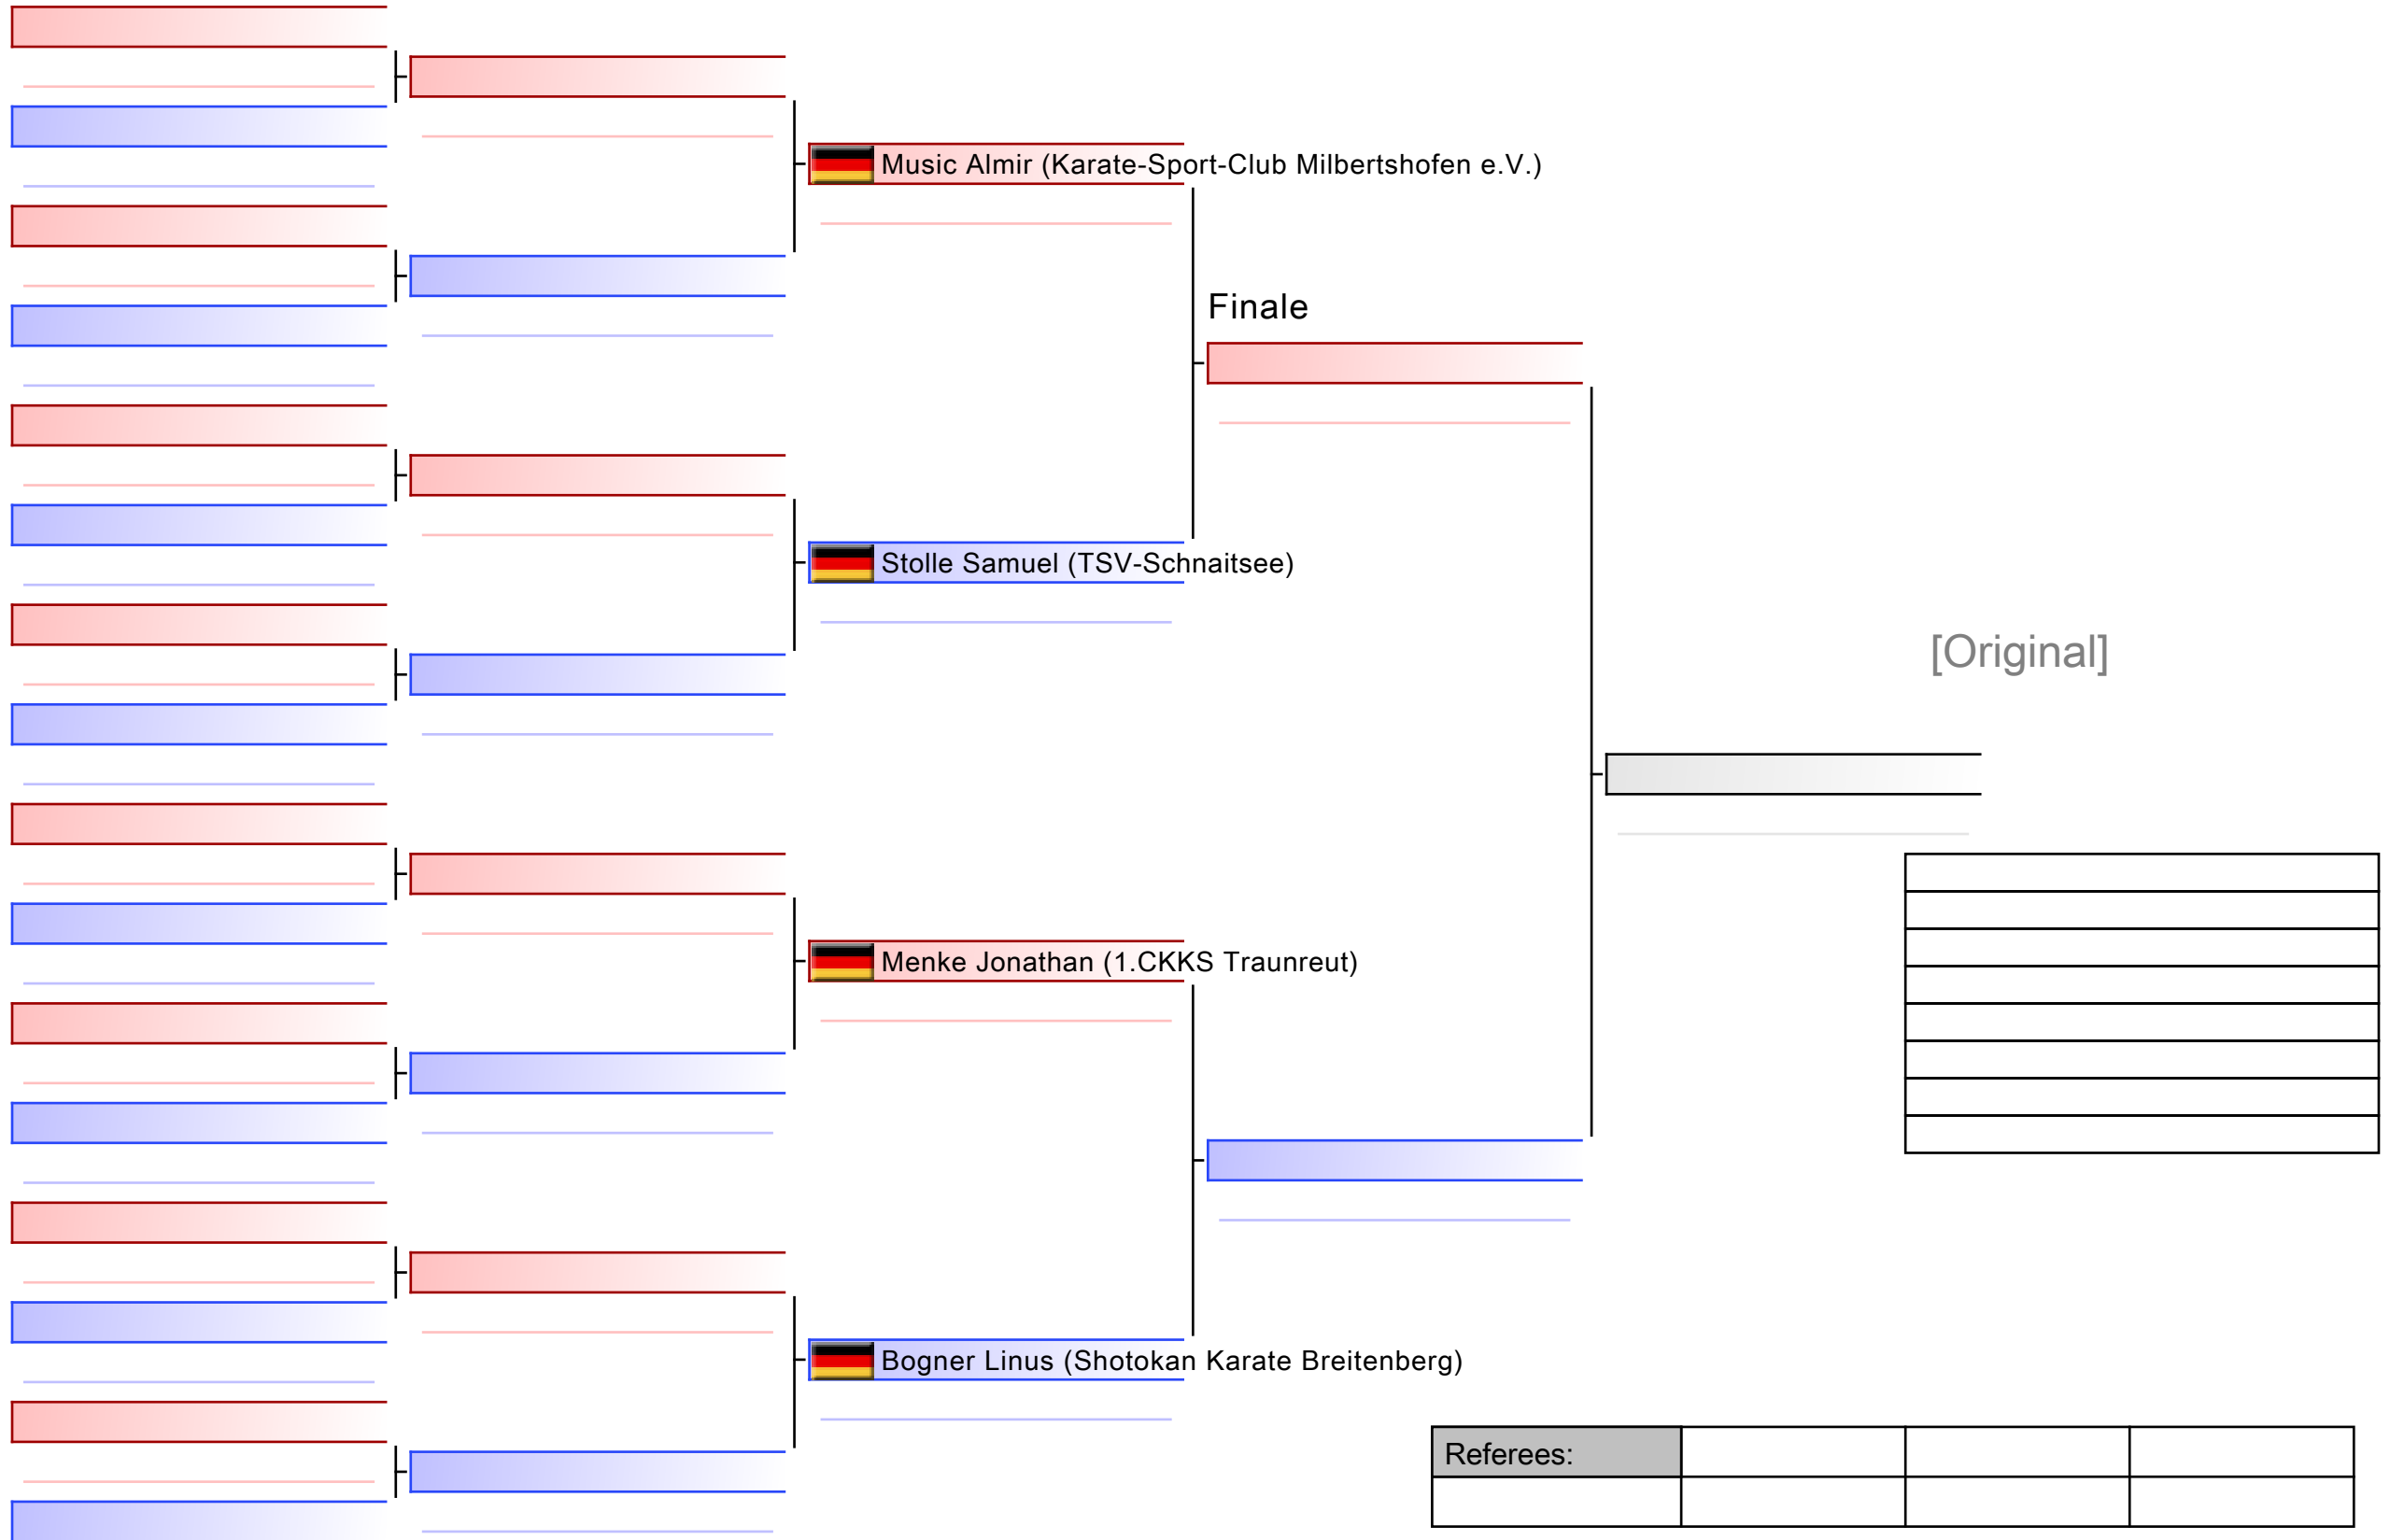 Music Almir (Karate-Sport-Club Milbertshofen e.V.)
Finale
Stolle Samuel (TSV-Schnaitsee)
[Original]
Menke Jonathan (1.CKKS Traunreut)
Bogner Linus (Shotokan Karate Breitenberg)
Referees: